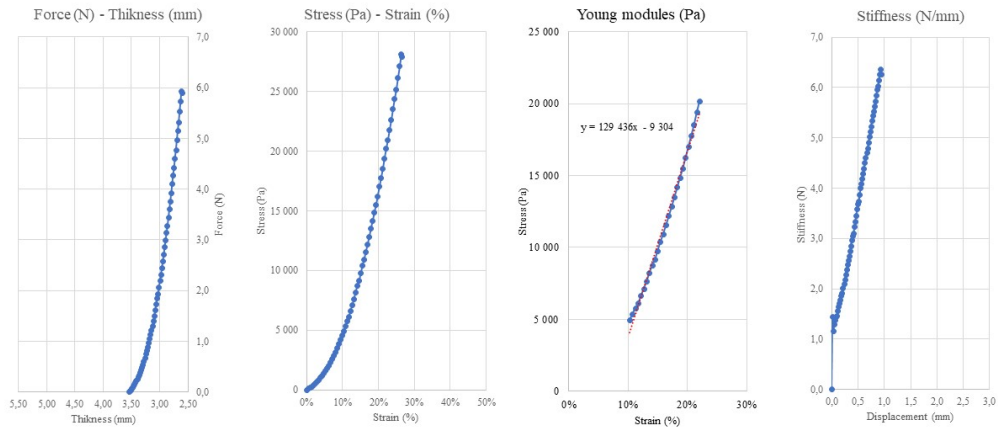 Force (N) - Thikness (mm)
7,0
6,0
5,0
4,0
3,0
2,0
1,0
0,0
Force (N)
5,50 5,00 4,50 4,00 3,50 3,00 2,50
Thikness (mm)
Stress (Pa) - Strain (%)
30 000
25 000
20 000
15 000
10 000
5 000
0
Stress (Pa)
0% 10% 20% 30% 40% 50%
Strain (%)
Young modules (Pa)
25 000
20 000
15 000
10 000
5 000
0
Stress (Pa)
y = 129 436x - 9 304
0% 10% 20% 30%
Strain (%)
Stiffness (N/mm)
7,0
6,0
5,0
4,0
3,0
2,0
1,0
0,0
Stiffness (N)
0,0 0,5 1,0 1,5 2,0 2,5 3,0
Displacement (mm)